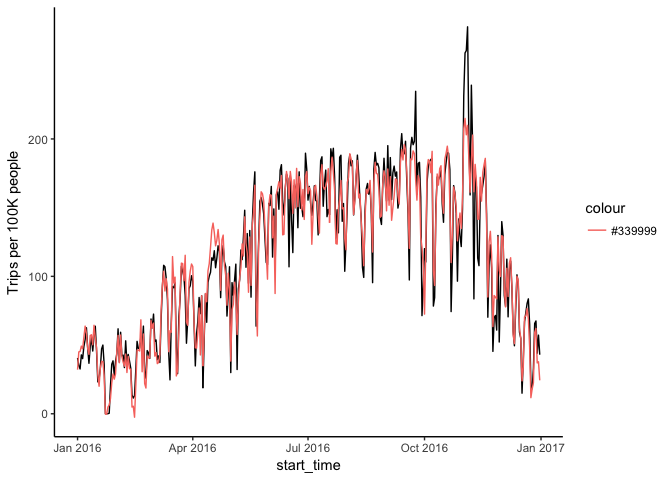 Trips per 100K people
200
100
0
Jan 2016
Apr 2016
Jul 2016
Oct 2016
Jan 2017
start_time
colour
#339999